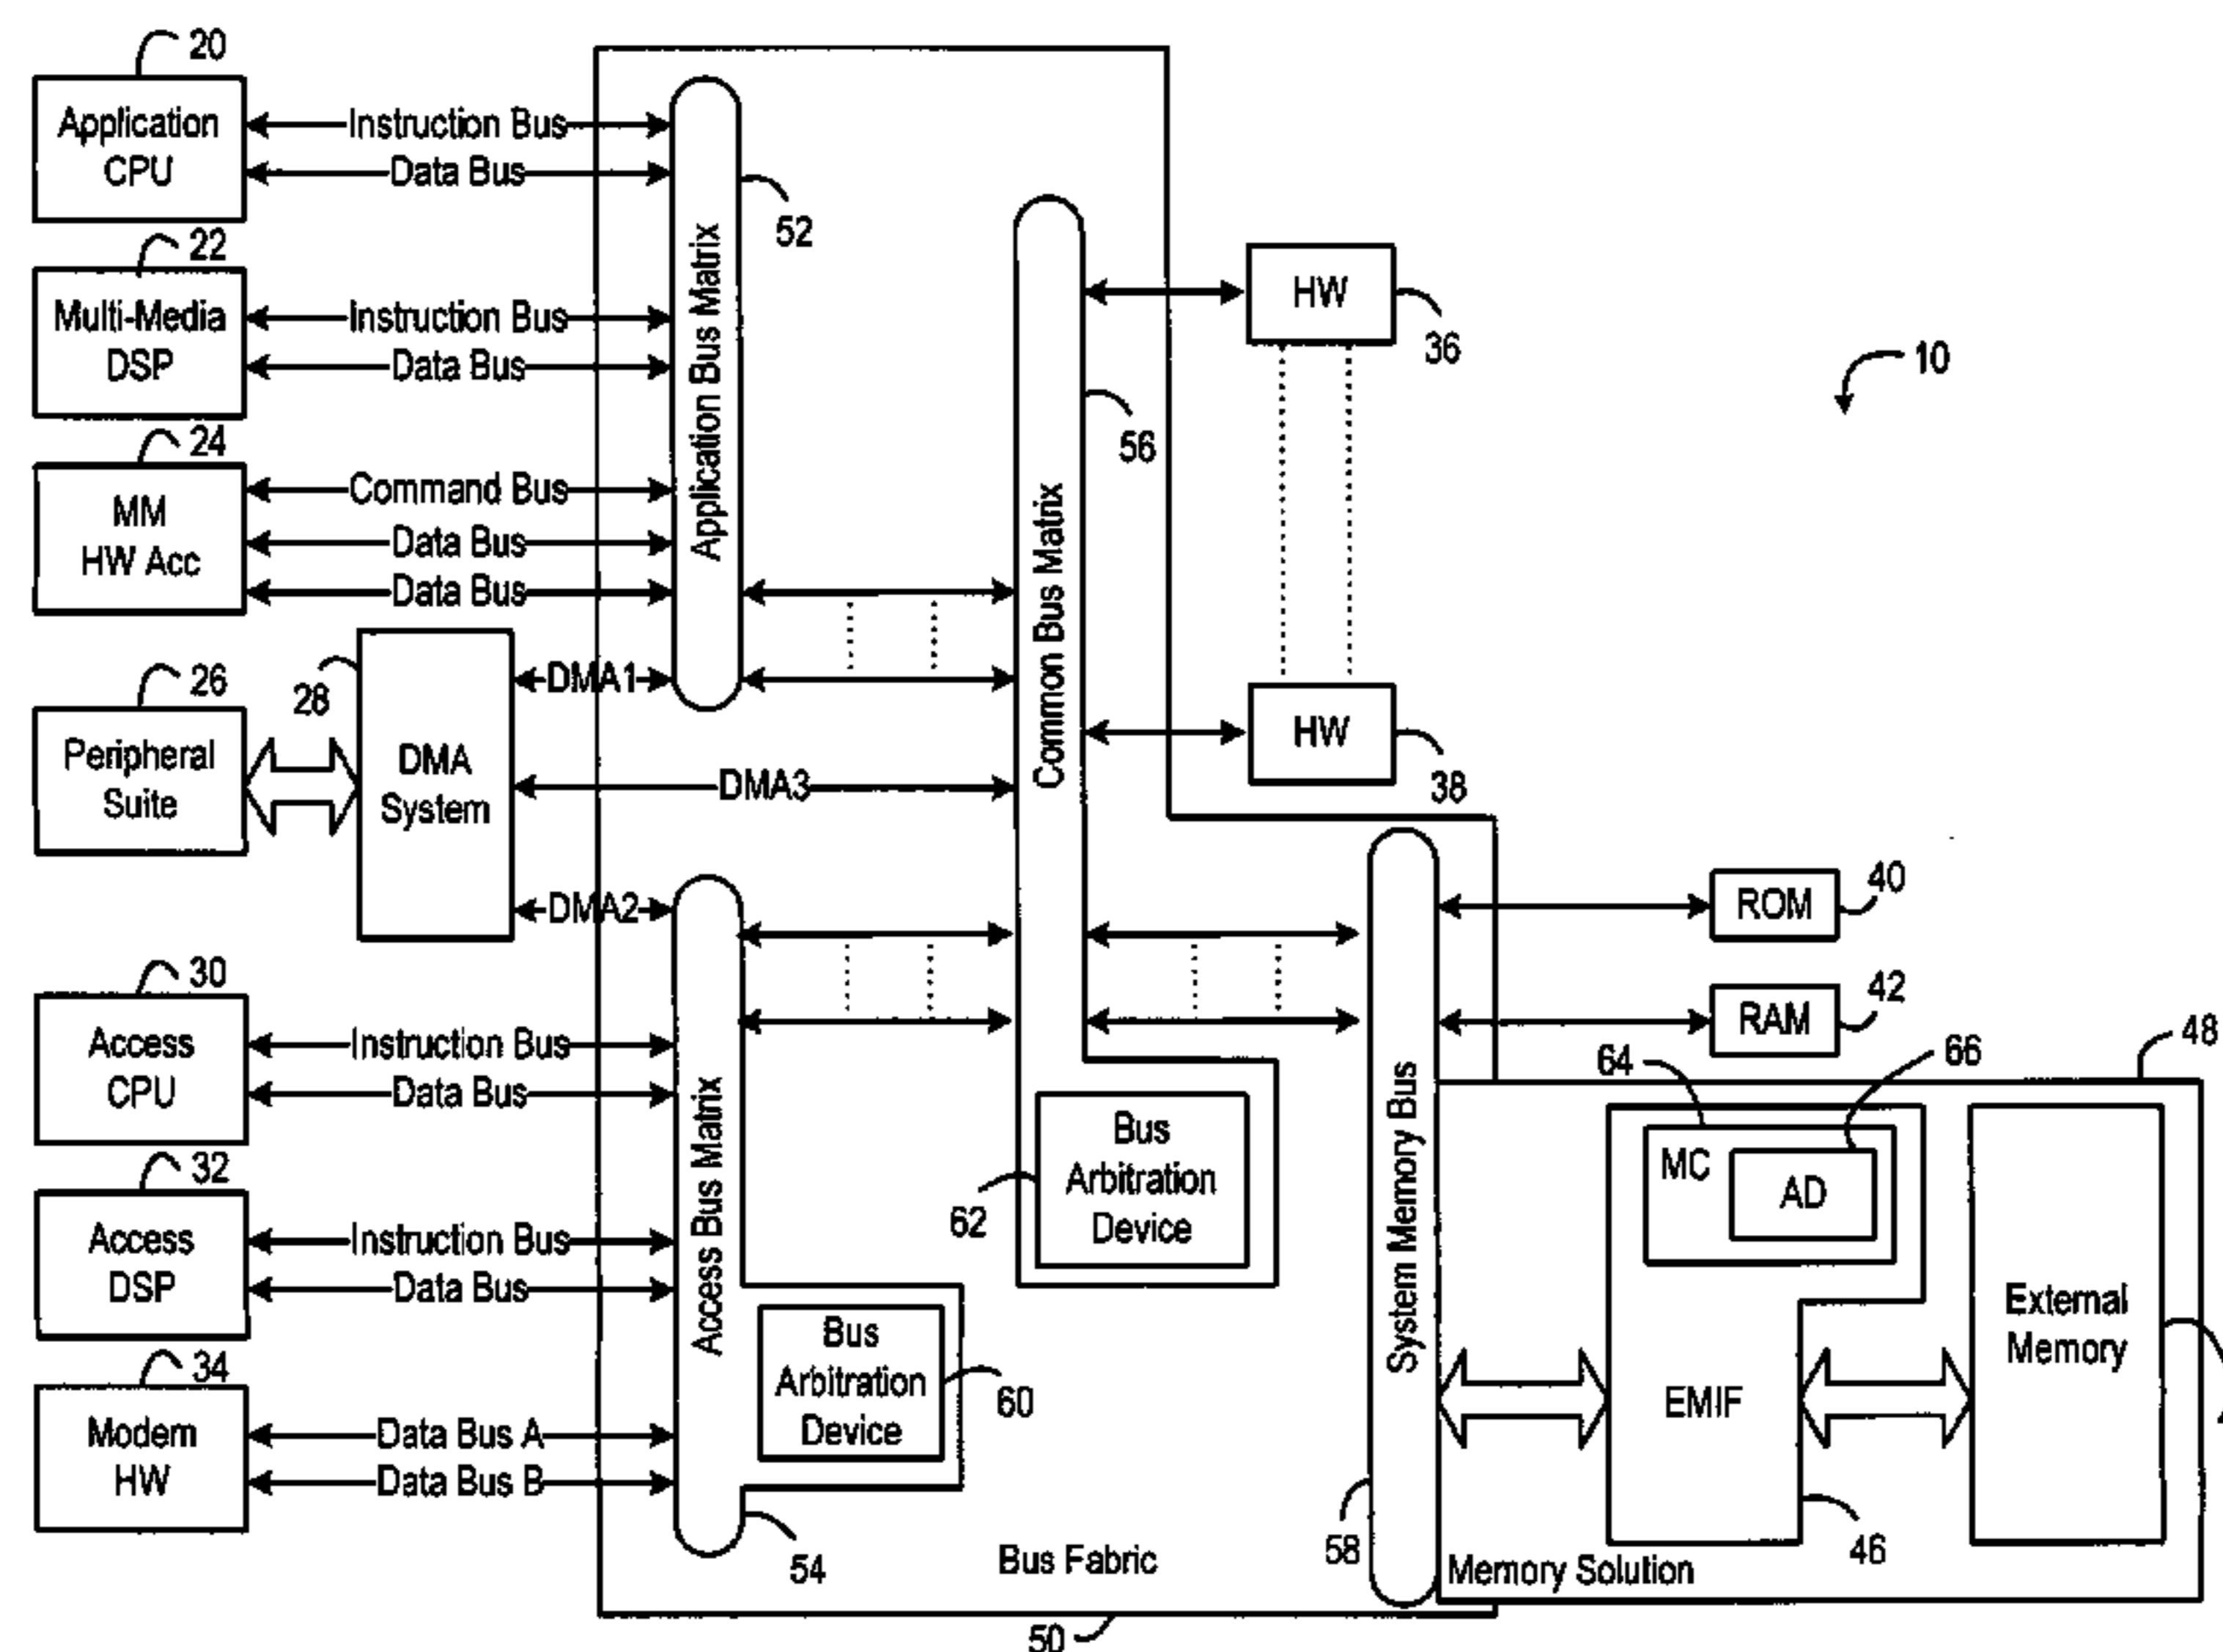 20
Application
CPU
Instruction Bus
Data Bus
22
Multi-Media
DSP
Instruction Bus
Data Bus
24
MM
HW Acc
Command Bus
Data Bus
Data Bus
26
Peripheral
Suite
28
DMA
System
DMA1
DMA3
DMA2
30
Access
CPU
Instruction Bus
Data Bus
32
Access
DSP
Instruction Bus
Data Bus
34
Modem
HW
Data Bus A
Data Bus B
Application Bus Matrix
52
Access Bus Matrix
54
Bus
Arbitration
Device
60
Common Bus Matrix
56
Bus
Arbitration
Device
62
Bus Fabric
50
HW
36
HW
38
10
System Memory Bus
58
ROM
40
RAM
42
48
64
66
MC
AD
EMIF
46
External
Memory
Memory Solution